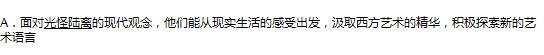 A．面对光怪陆离的现代观念，他们能从现实生活的感受出发，汲取西方艺术的精华，积极探索新的艺
术语言